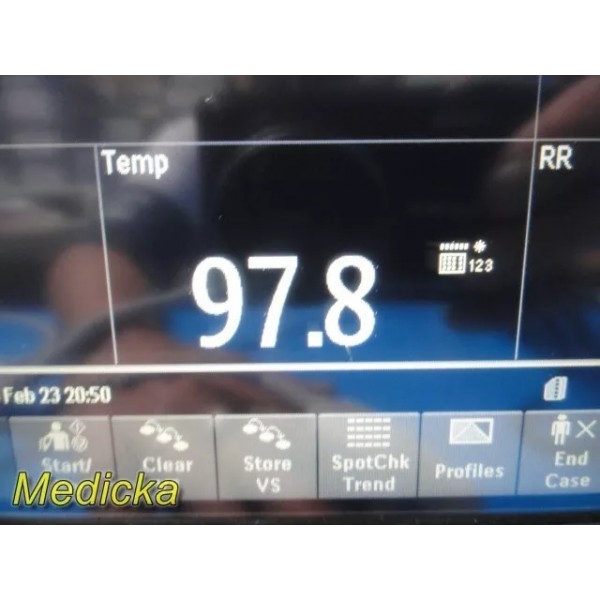 Temp
RR
97.8
****** *
123
Feb 23 20:50
Start/
Clear
Store
VS
SpotChk
Trend
Profiles
End
Case
Medicka